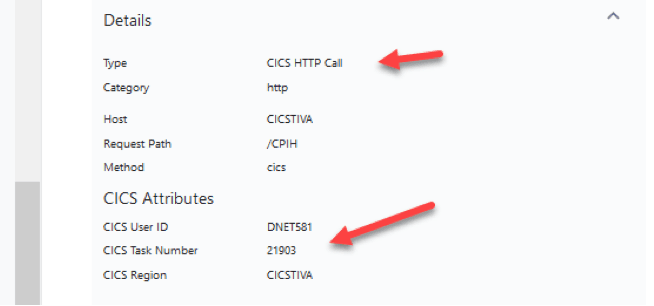 Details
Type CICS HTTP Call
Category http
Host CICSTIVA
Request Path /CPIH
Method cics
CICS Attributes
CICS User ID DNET581
CICS Task Number 21903
CICS Region CICSTIVA